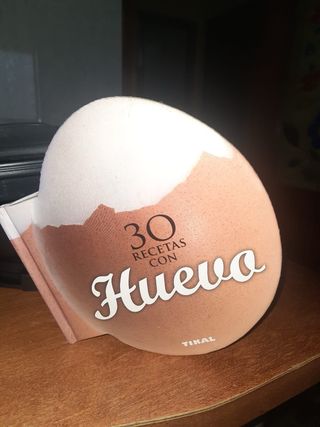 30
RECETAS
CON
Huevo
TIKAL